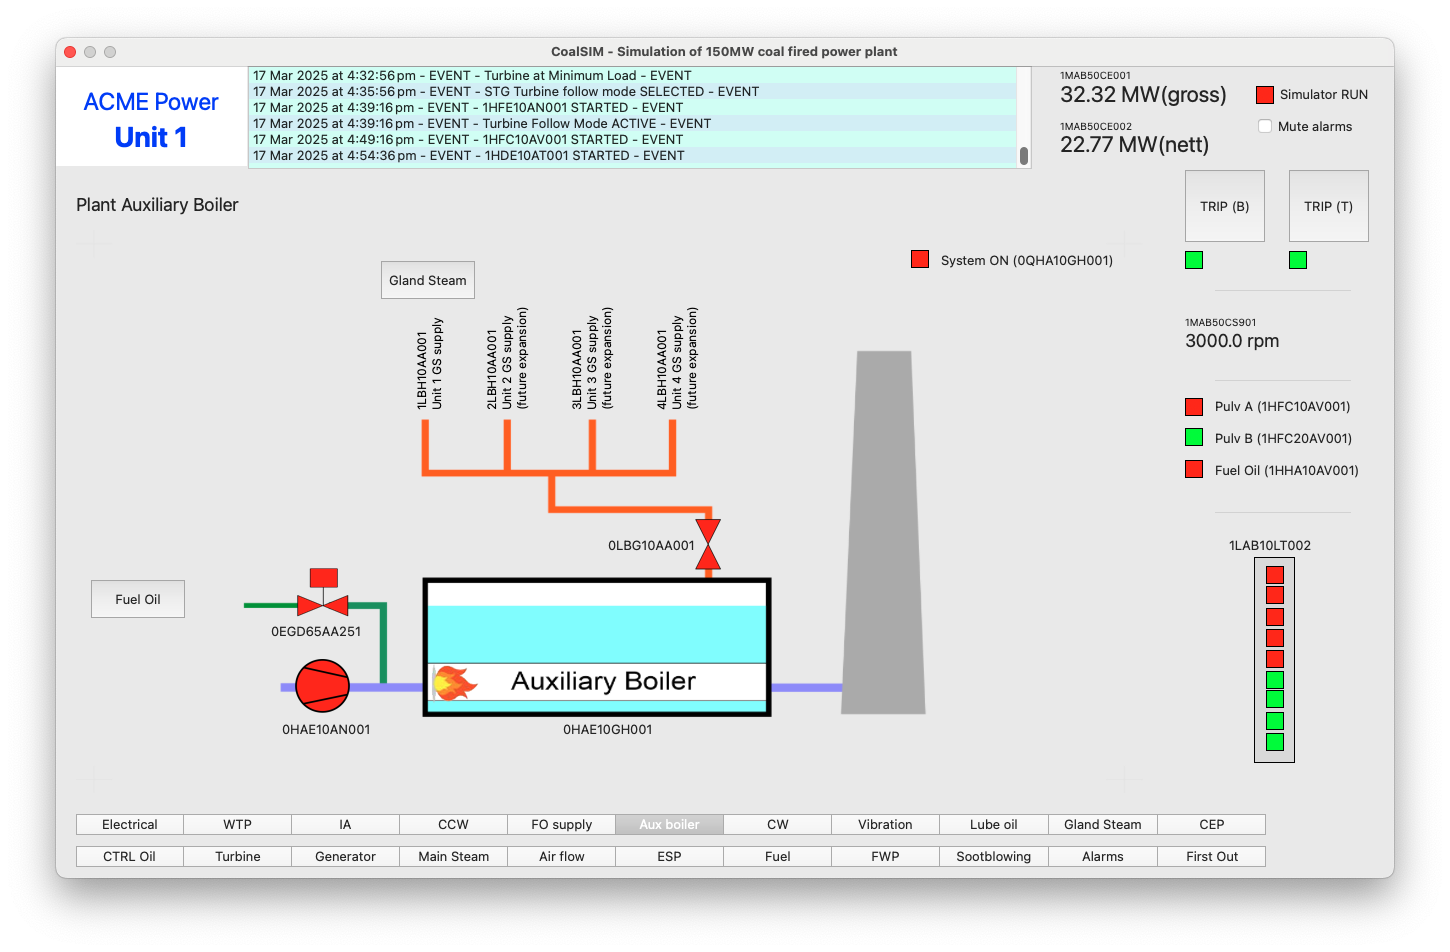 CoalSIM - Simulation of 150MW coal fired power plant
ACME Power
Unit 1
17 Mar 2025 at 4:32:56 pm - EVENT - Turbine at Minimum Load - EVENT
17 Mar 2025 at 4:35:56 pm - EVENT - STG Turbine follow mode SELECTED - EVENT
17 Mar 2025 at 4:39:16 pm - EVENT - 1HFE10AN001 STARTED - EVENT
17 Mar 2025 at 4:39:16 pm - EVENT - Turbine Follow Mode ACTIVE - EVENT
17 Mar 2025 at 4:49:16 pm - EVENT - 1HFC10AV001 STARTED - EVENT
17 Mar 2025 at 4:54:36 pm - EVENT - 1HDE10AT001 STARTED - EVENT
1MAB50CE001
32.32 MW(gross)
1MAB50CE002
22.77 MW(nett)
Simulator RUN
Mute alarms
Plant Auxiliary Boiler
TRIP (B)
TRIP (T)
System ON (0QHA10GH001)
Gland Steam
1LBH10AA001
Unit 1 GS supply
2LBH10AA001
Unit 2 GS supply
(future expansion)
3LBH10AA001
Unit 3 GS supply
(future expansion)
4LBH10AA001
Unit 4 GS supply
(future expansion)
1MAB50CS901
3000.0 rpm
Pulv A (1HFC10AV001)
Pulv B (1HFC20AV001)
Fuel Oil (1HHA10AV001)
0LBG10AA001
1LAB10LT002
Fuel Oil
0EGD65AA251
Auxiliary Boiler
0HAE10AN001
0HAE10GH001
Electrical
WTP
IA
CCW
FO supply
Aux boiler
CW
Vibration
Lube oil
Gland Steam
CEP
CTRL Oil
Turbine
Generator
Main Steam
Air flow
ESP
Fuel
FWP
Sootblowing
Alarms
First Out